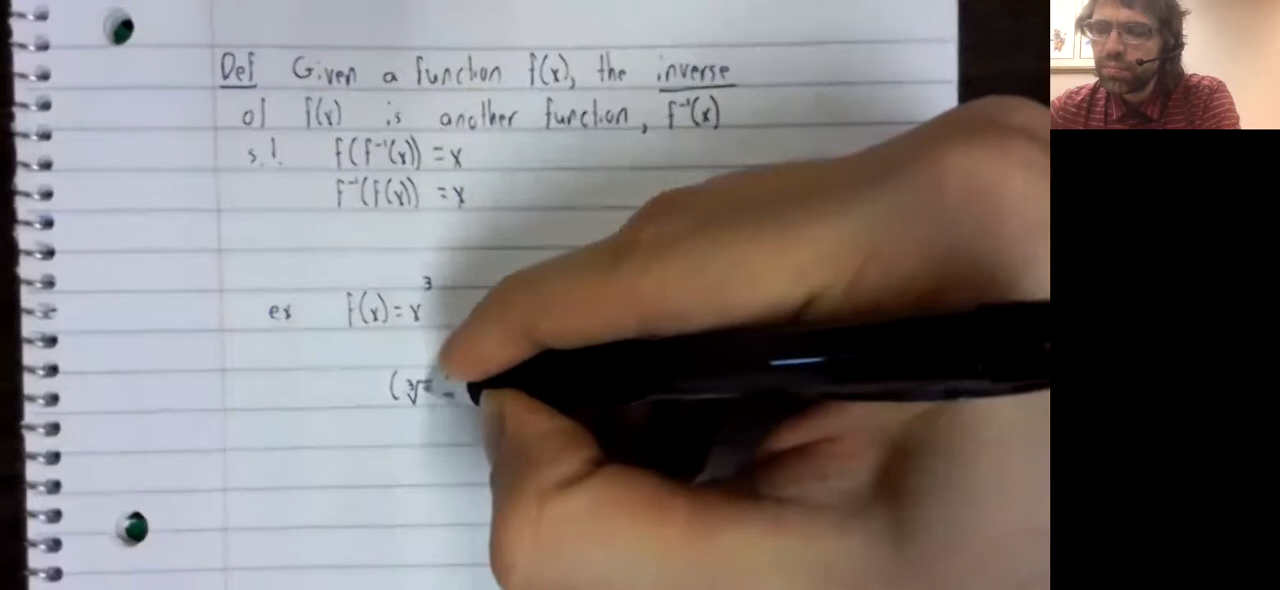 Def Given a function f(x), the inverse
of f(x) is another function, f⁻¹(x)
s.t. f(f⁻¹(x)) = x
f⁻¹(f(x)) = x
ex f(x) = x³
(∛